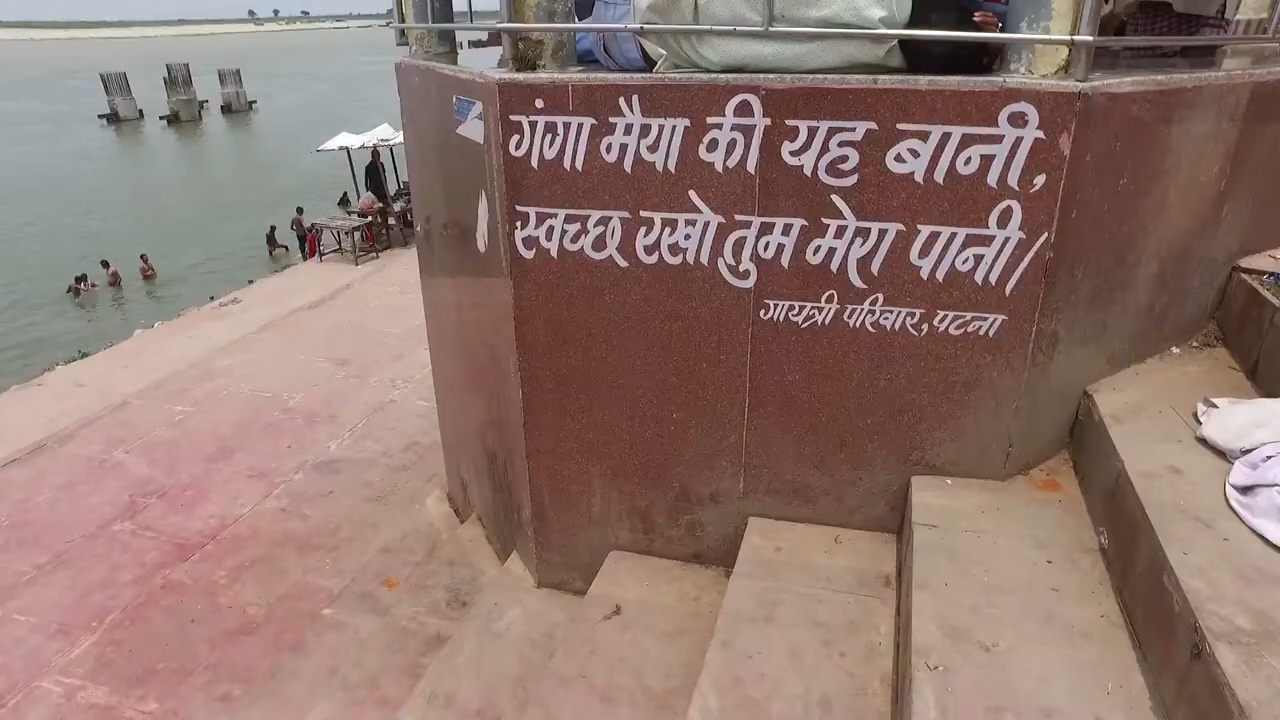 गंगा मैया की यह बानी,
स्वच्छ रखो तुम मेरा पानी/
गायत्री परिवार, पटना